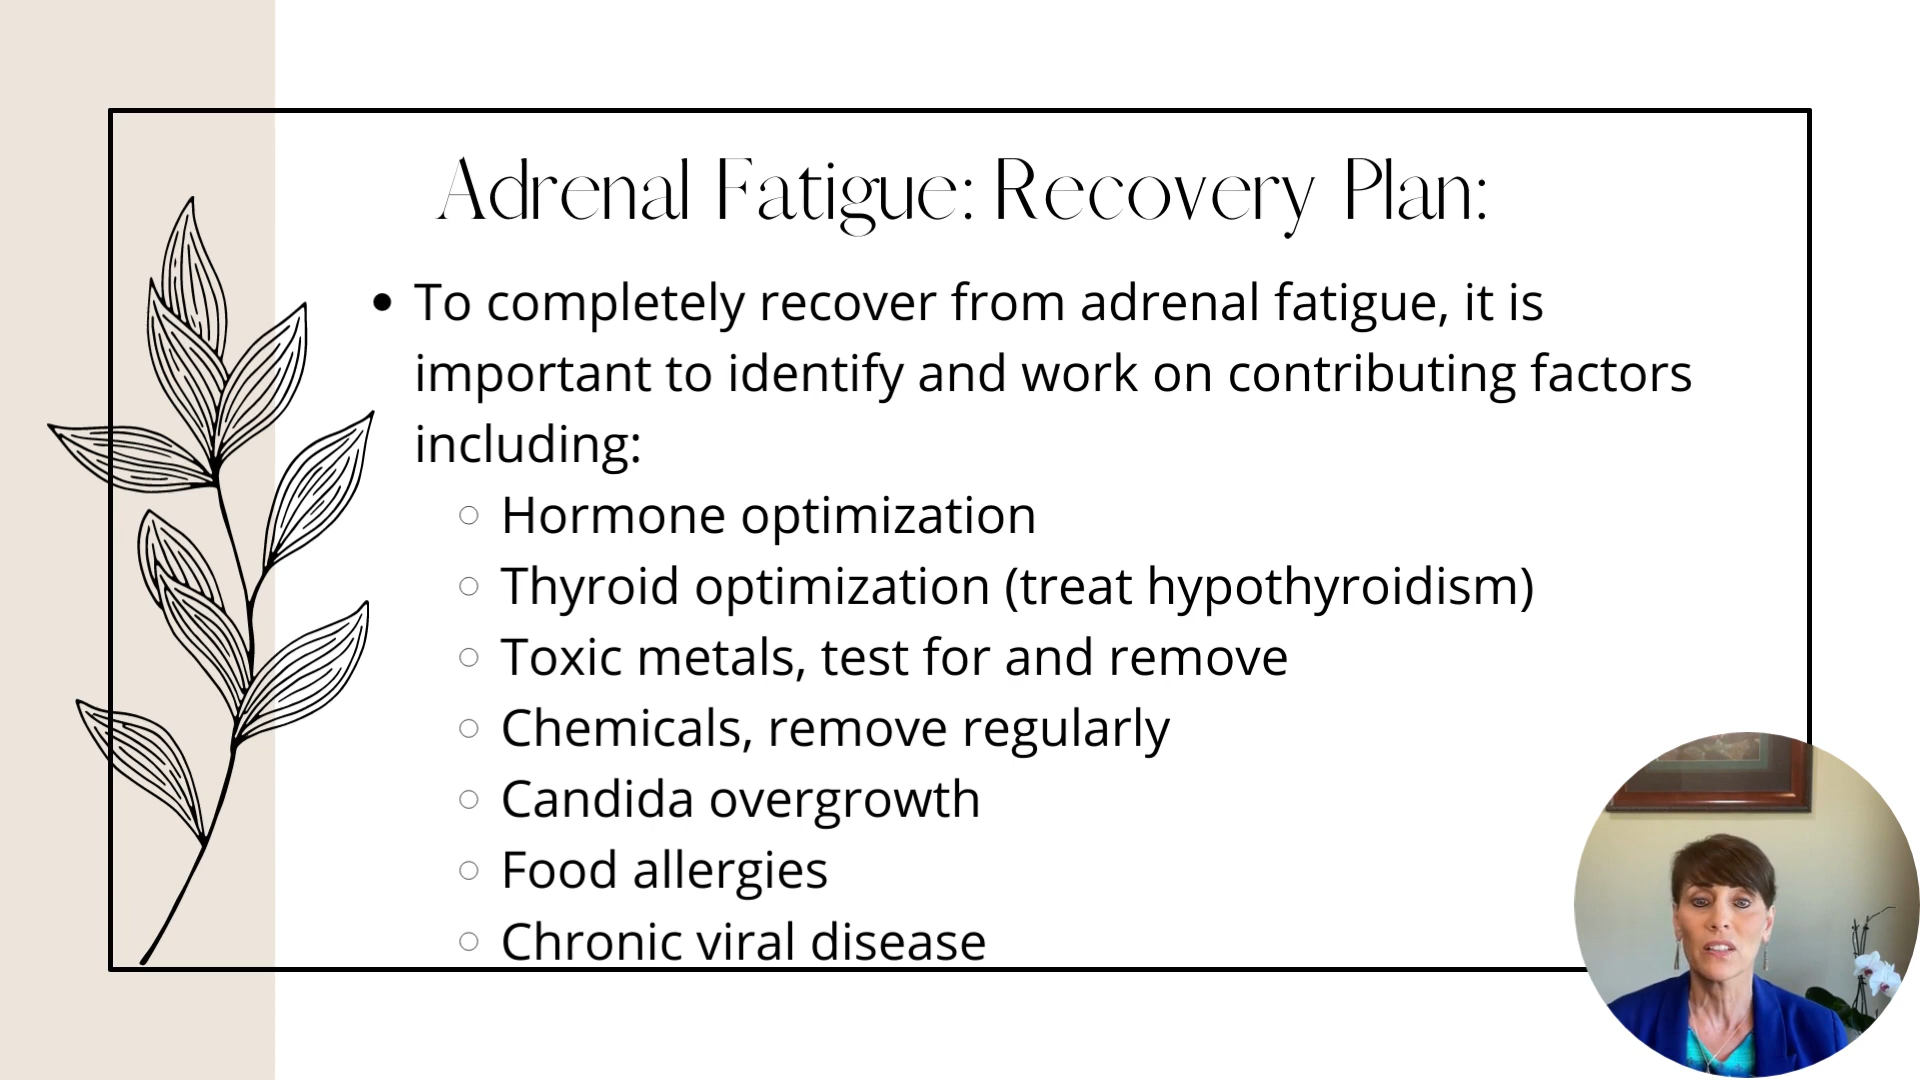 Adrenal Fatigue: Recovery Plan:
• To completely recover from adrenal fatigue, it is
important to identify and work on contributing factors
including:
○ Hormone optimization
○ Thyroid optimization (treat hypothyroidism)
○ Toxic metals, test for and remove
○ Chemicals, remove regularly
○ Candida overgrowth
○ Food allergies
○ Chronic viral disease